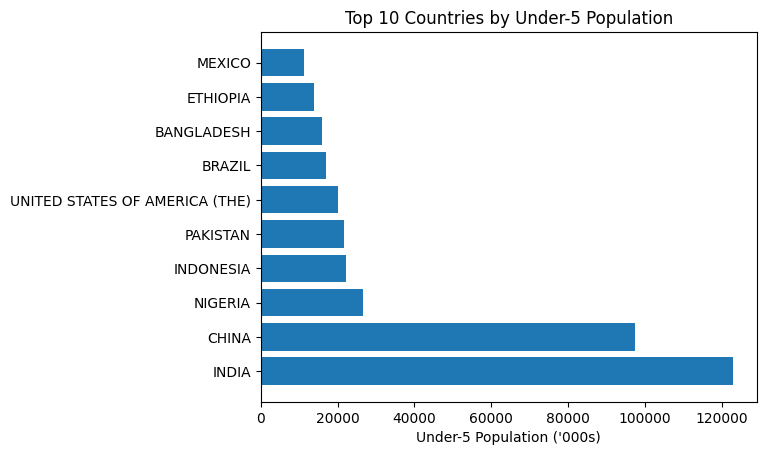 Top 10 Countries by Under-5 Population
MEXICO
ETHIOPIA
BANGLADESH
BRAZIL
UNITED STATES OF AMERICA (THE)
PAKISTAN
INDONESIA
NIGERIA
CHINA
INDIA
0 20000 40000 60000 80000 100000 120000
Under-5 Population ('000s)